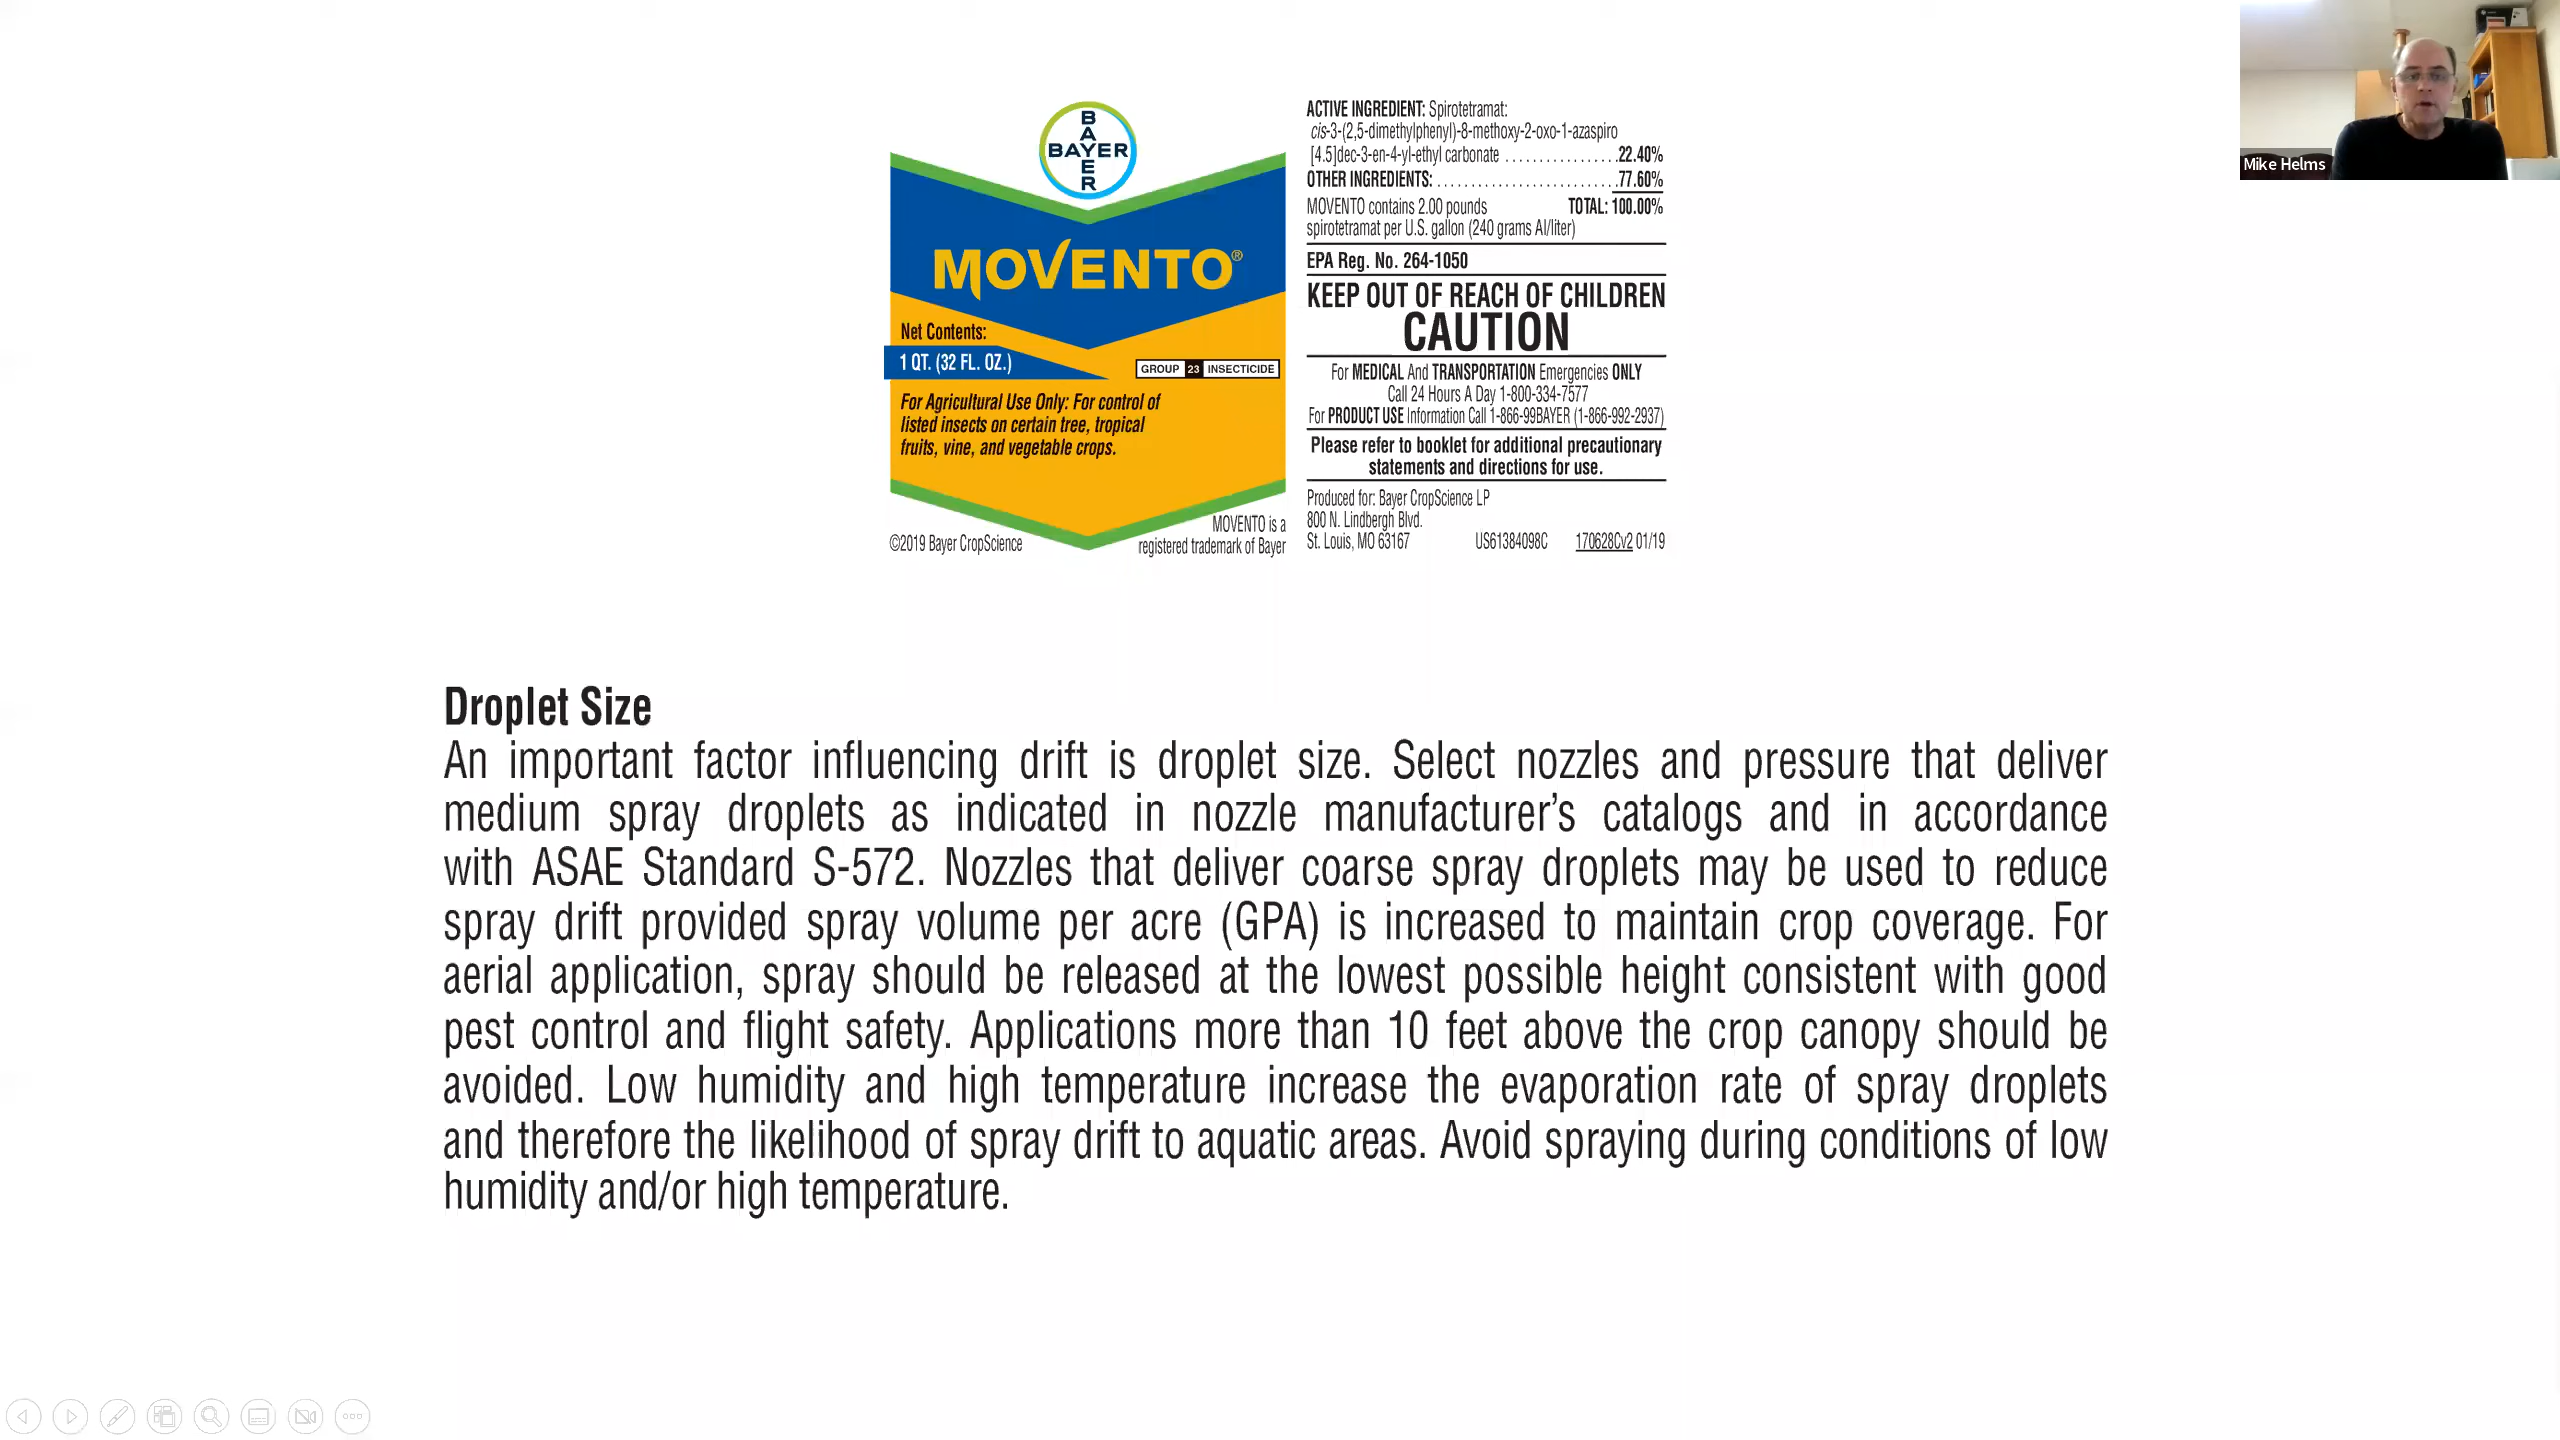 BAYER
BAYER
MOVENTO®
Net Contents:
1 QT. (32 FL. OZ.)
GROUP 23 INSECTICIDE
For Agricultural Use Only: For control of
listed insects on certain tree, tropical
fruits, vine, and vegetable crops.
MOVENTO is a
©2019 Bayer CropScience registered trademark of Bayer
ACTIVE INGREDIENT: Spirotetramat:
cis-3-(2,5-dimethylphenyl)-8-methoxy-2-oxo-1-azaspiro
[4.5]dec-3-en-4-yl-ethyl carbonate . . . . . . . . . . . . . . . . .22.40%
OTHER INGREDIENTS: . . . . . . . . . . . . . . . . . . . . . . . . . . .77.60%
MOVENTO contains 2.00 pounds TOTAL: 100.00%
spirotetramat per U.S. gallon (240 grams AI/liter)
EPA Reg. No. 264-1050
KEEP OUT OF REACH OF CHILDREN
CAUTION
For MEDICAL And TRANSPORTATION Emergencies ONLY
Call 24 Hours A Day 1-800-334-7577
For PRODUCT USE Information Call 1-866-99BAYER (1-866-992-2937)
Please refer to booklet for additional precautionary
statements and directions for use.
Produced for: Bayer CropScience LP
800 N. Lindbergh Blvd.
St. Louis, MO 63167 US61384098C 170628Cv2 01/19
Mike Helms
Droplet Size
An important factor influencing drift is droplet size. Select nozzles and pressure that deliver
medium spray droplets as indicated in nozzle manufacturer's catalogs and in accordance
with ASAE Standard S-572. Nozzles that deliver coarse spray droplets may be used to reduce
spray drift provided spray volume per acre (GPA) is increased to maintain crop coverage. For
aerial application, spray should be released at the lowest possible height consistent with good
pest control and flight safety. Applications more than 10 feet above the crop canopy should be
avoided. Low humidity and high temperature increase the evaporation rate of spray droplets
and therefore the likelihood of spray drift to aquatic areas. Avoid spraying during conditions of low
humidity and/or high temperature.